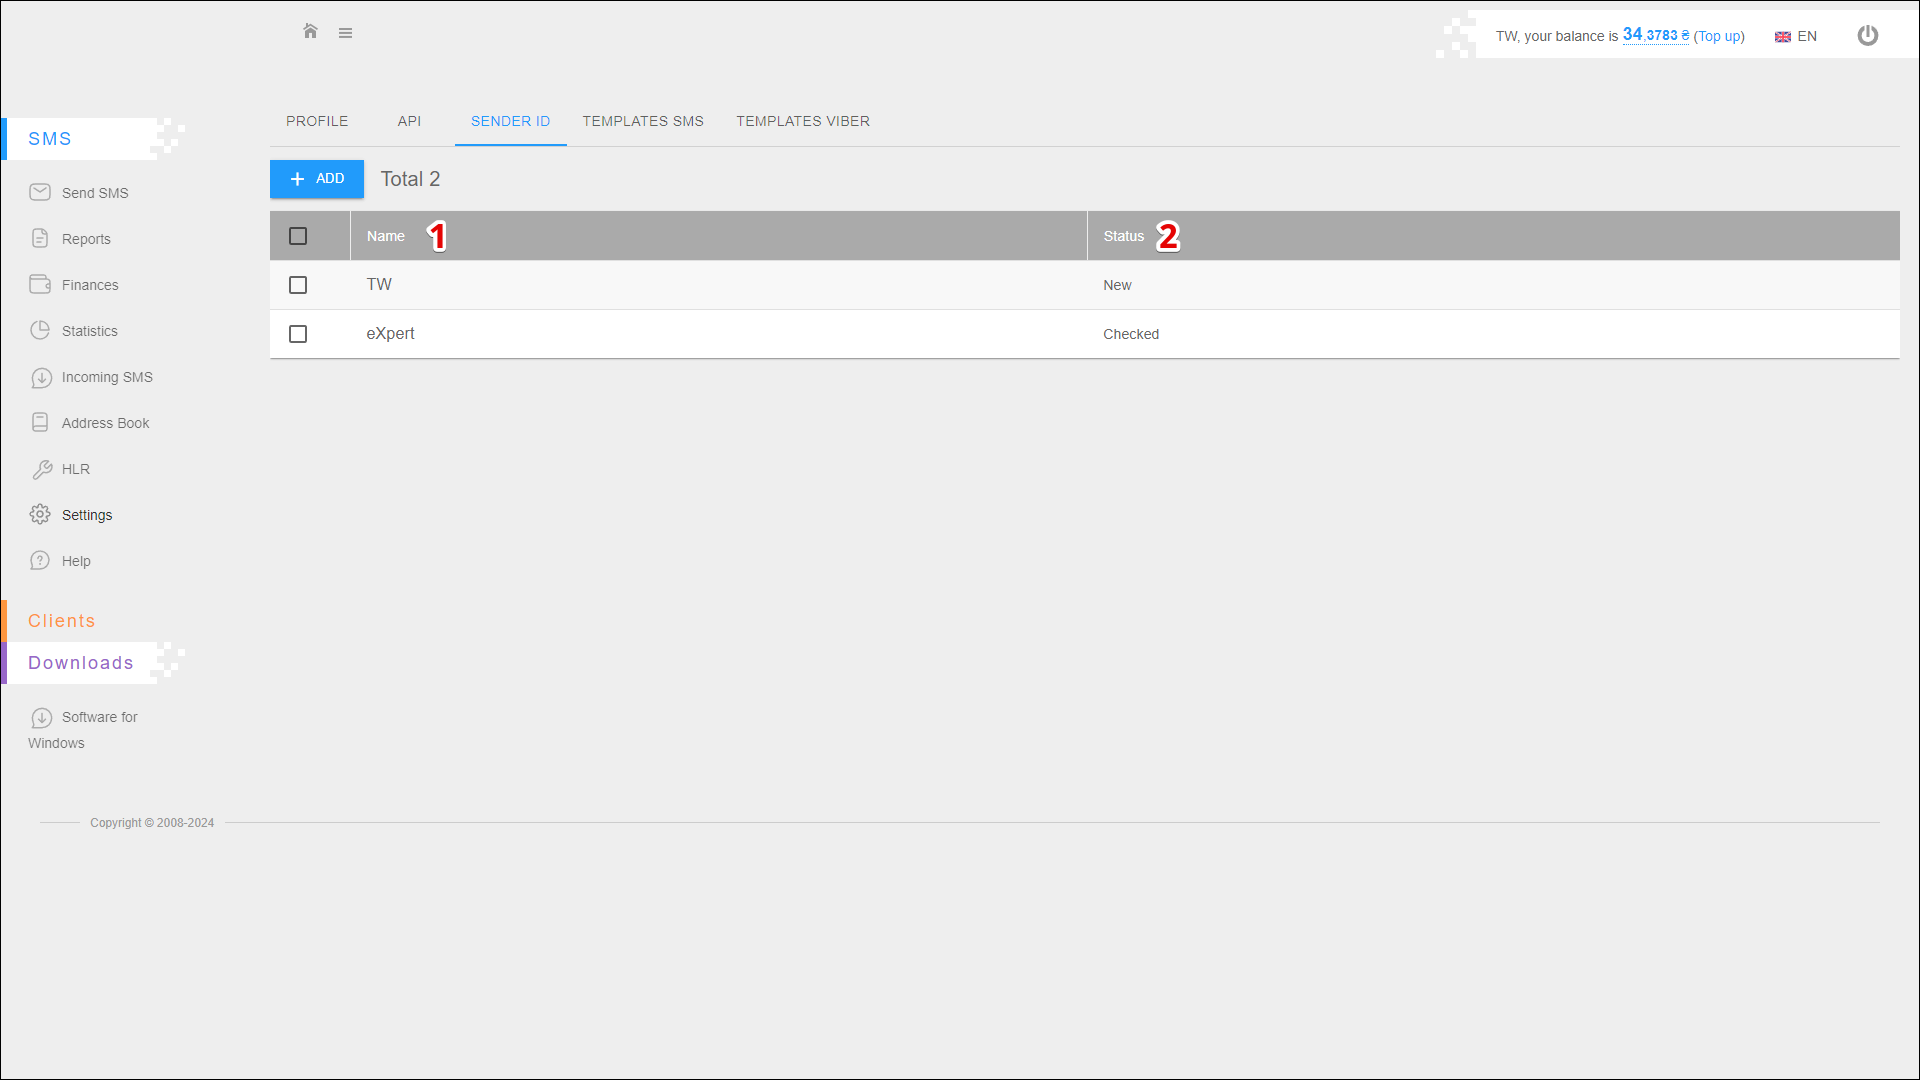 TW, your balance is 34,3783 ₴ (Top up)
EN
SMS
Send SMS
Reports
Finances
Statistics
Incoming SMS
Address Book
HLR
Settings
Help
Clients
Downloads
Software for
Windows
PROFILE API SENDER ID TEMPLATES SMS TEMPLATES VIBER
+ ADD Total 2
Name 1 Status 2
TW New
eXpert Checked
Copyright © 2008-2024